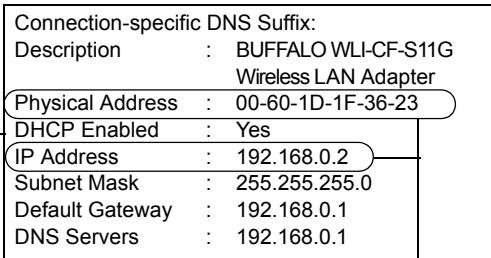 Connection-specific DNS Suffix:
Description : BUFFALO WLI-CF-S11G
Wireless LAN Adapter
Physical Address : 00-60-1D-1F-36-23
DHCP Enabled : Yes
IP Address : 192.168.0.2
Subnet Mask : 255.255.255.0
Default Gateway : 192.168.0.1
DNS Servers : 192.168.0.1